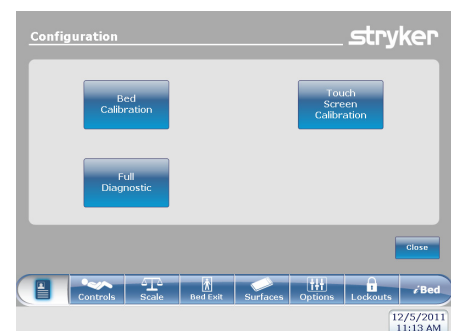 Configuration
stryker
Bed
Calibration
Touch
Screen
Calibration
Full
Diagnostic
Close
Controls
Scale
Bed Exit
Surfaces
Options
Lockouts
iBed
12/5/2011
11:13 AM